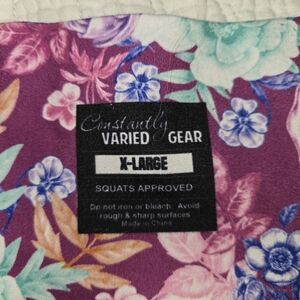 Constantly
VARIED GEAR
X-LARGE
SQUATS APPROVED
Do not iron or bleach. Avoid
rough & sharp surfaces
Made in China